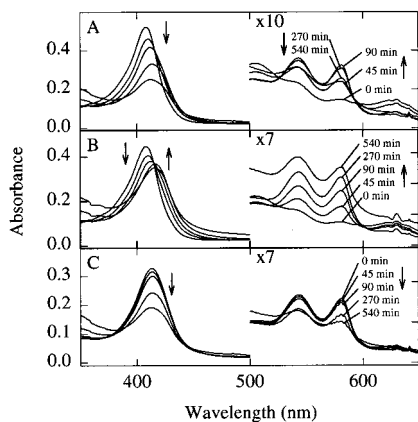 A
x10
270 min
540 min
90 min
45 min
0 min
0.4
0.2
0.0
B
x7
540 min
270 min
90 min
45 min
0 min
0.4
0.2
0.0
C
x7
0 min
45 min
90 min
270 min
540 min
0.3
0.2
0.1
0.0
Absorbance
400
500
600
Wavelength (nm)